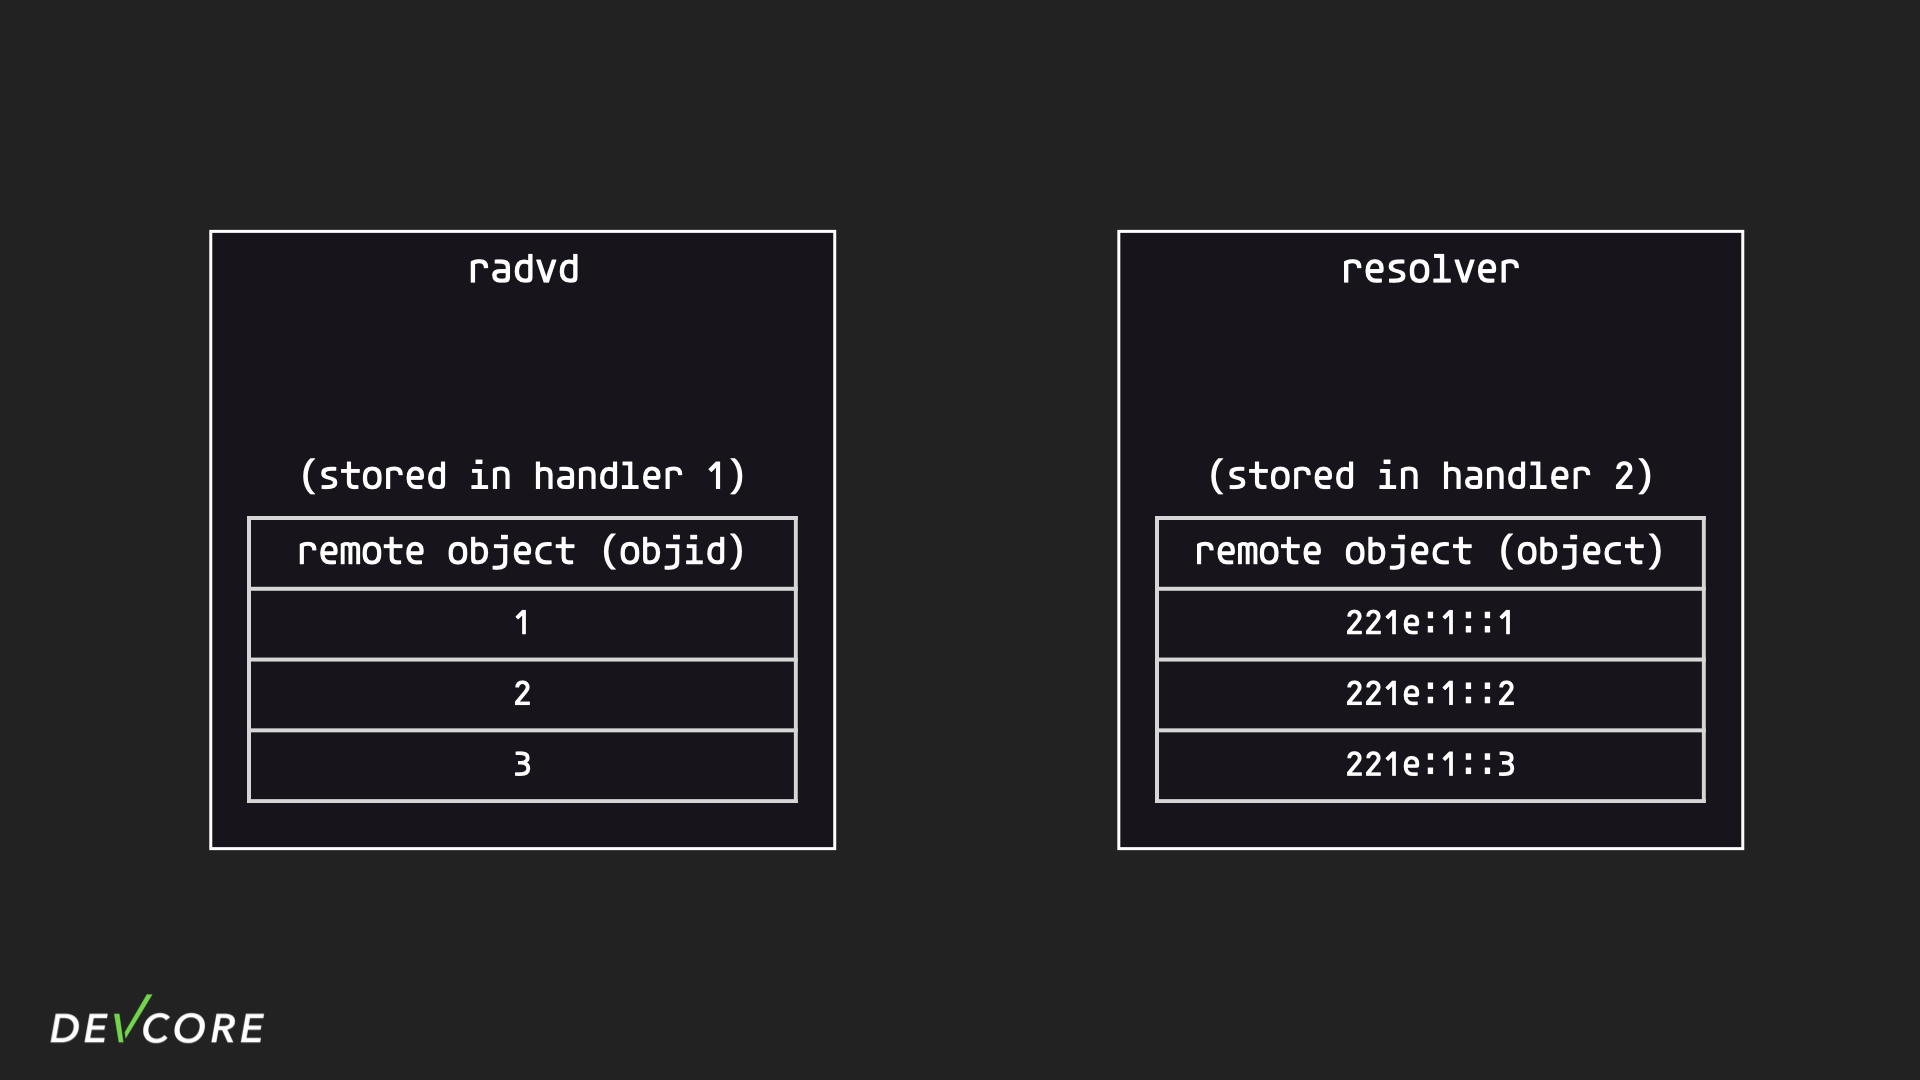 radvd
(stored in handler 1)
remote object (objid)
1
2
3
resolver
(stored in handler 2)
remote object (object)
221e:1::1
221e:1::2
221e:1::3
DEVCORE